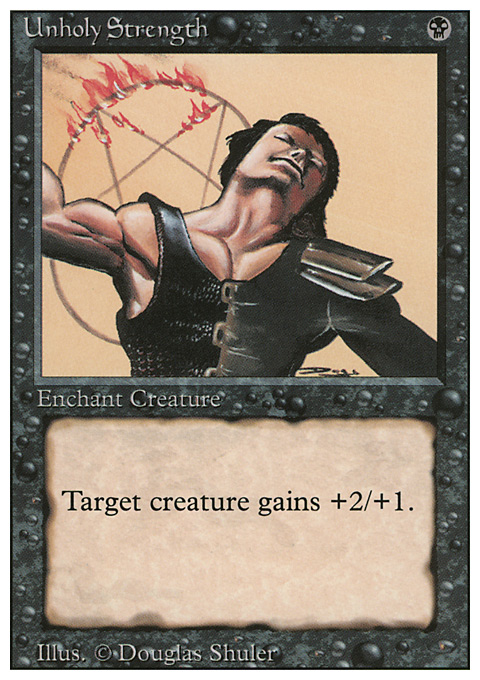 Unholy Strength
Enchant Creature
Target creature gains +2/+1.
Illus. © Douglas Shuler